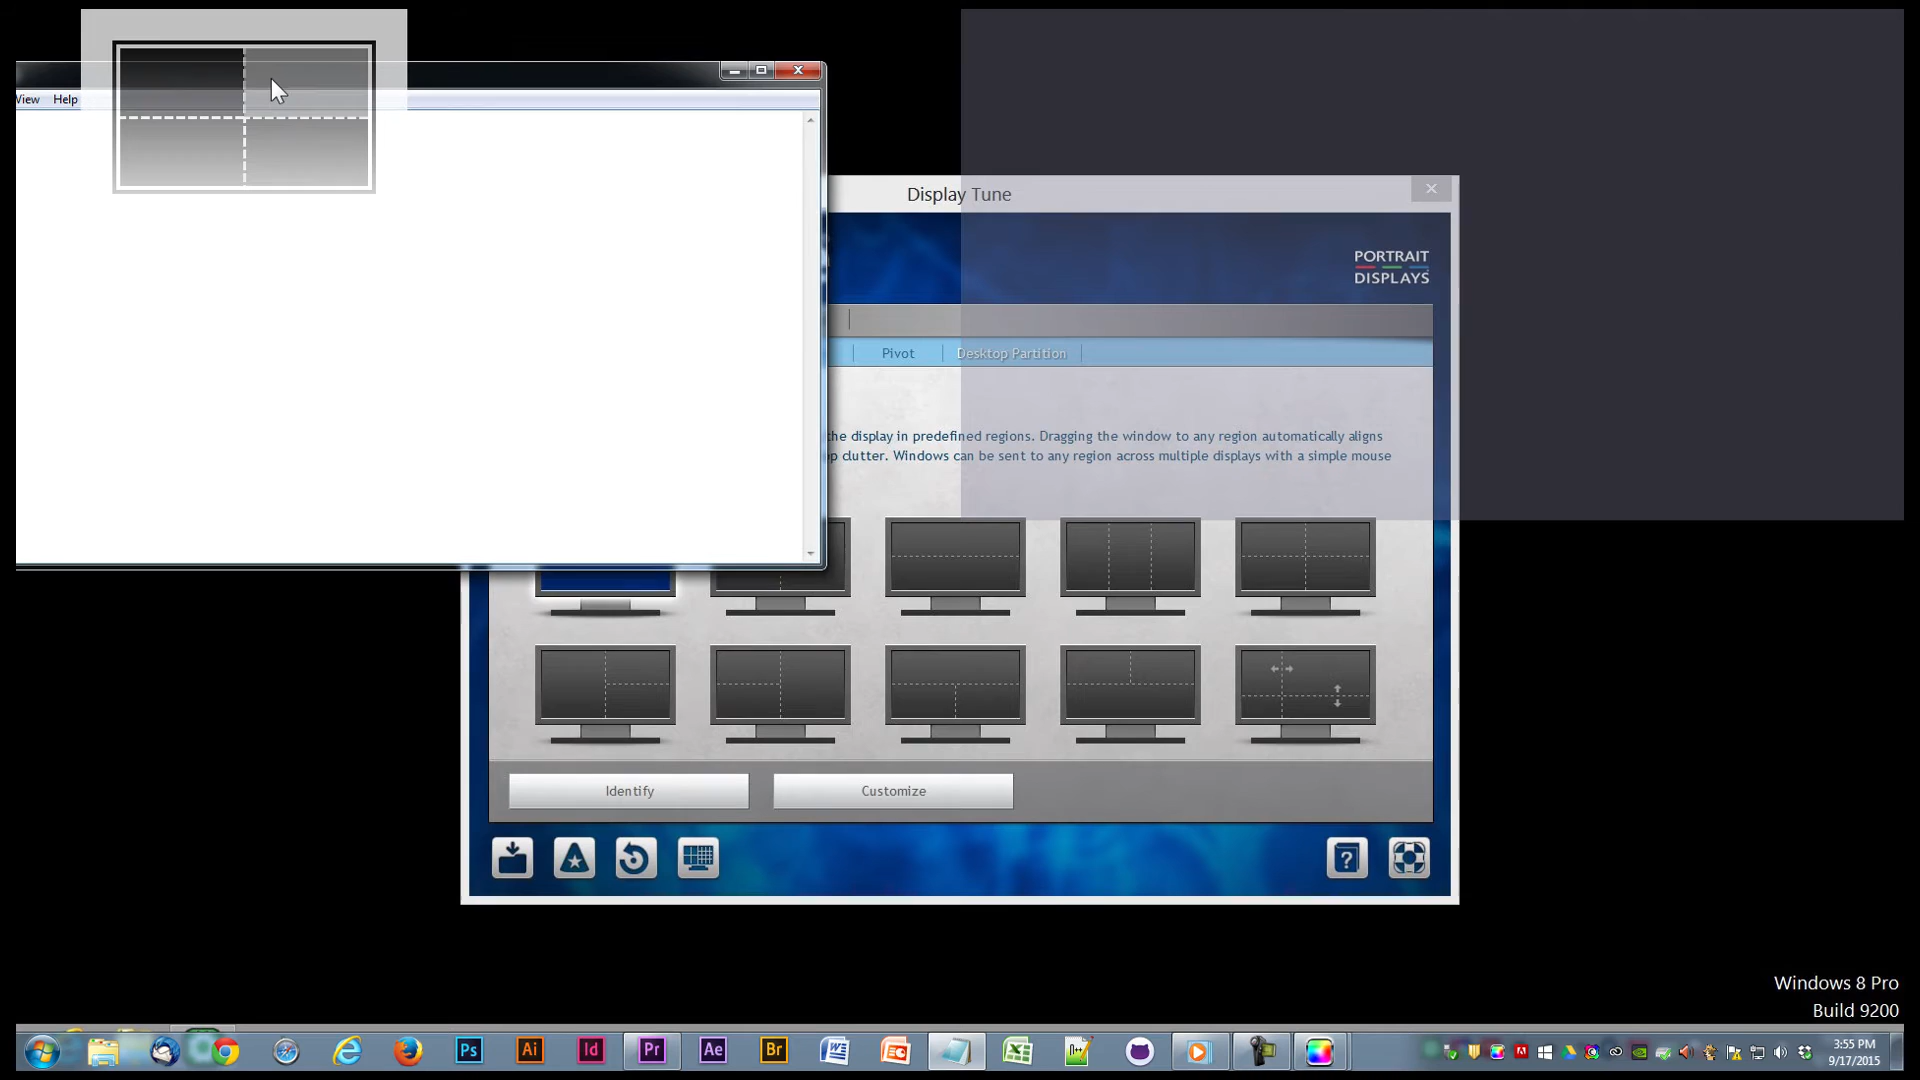 View Help
Display Tune
PORTRAIT
DISPLAYS
Pivot
Desktop Partition
the display in predefined regions. Dragging the window to any region automatically aligns
clutter. Windows can be sent to any region across multiple displays with a simple mouse
Identify
Customize
Windows 8 Pro
Build 9200
Ps
Ai
Id
Pr
Ae
Br
3:55 PM
9/17/2015